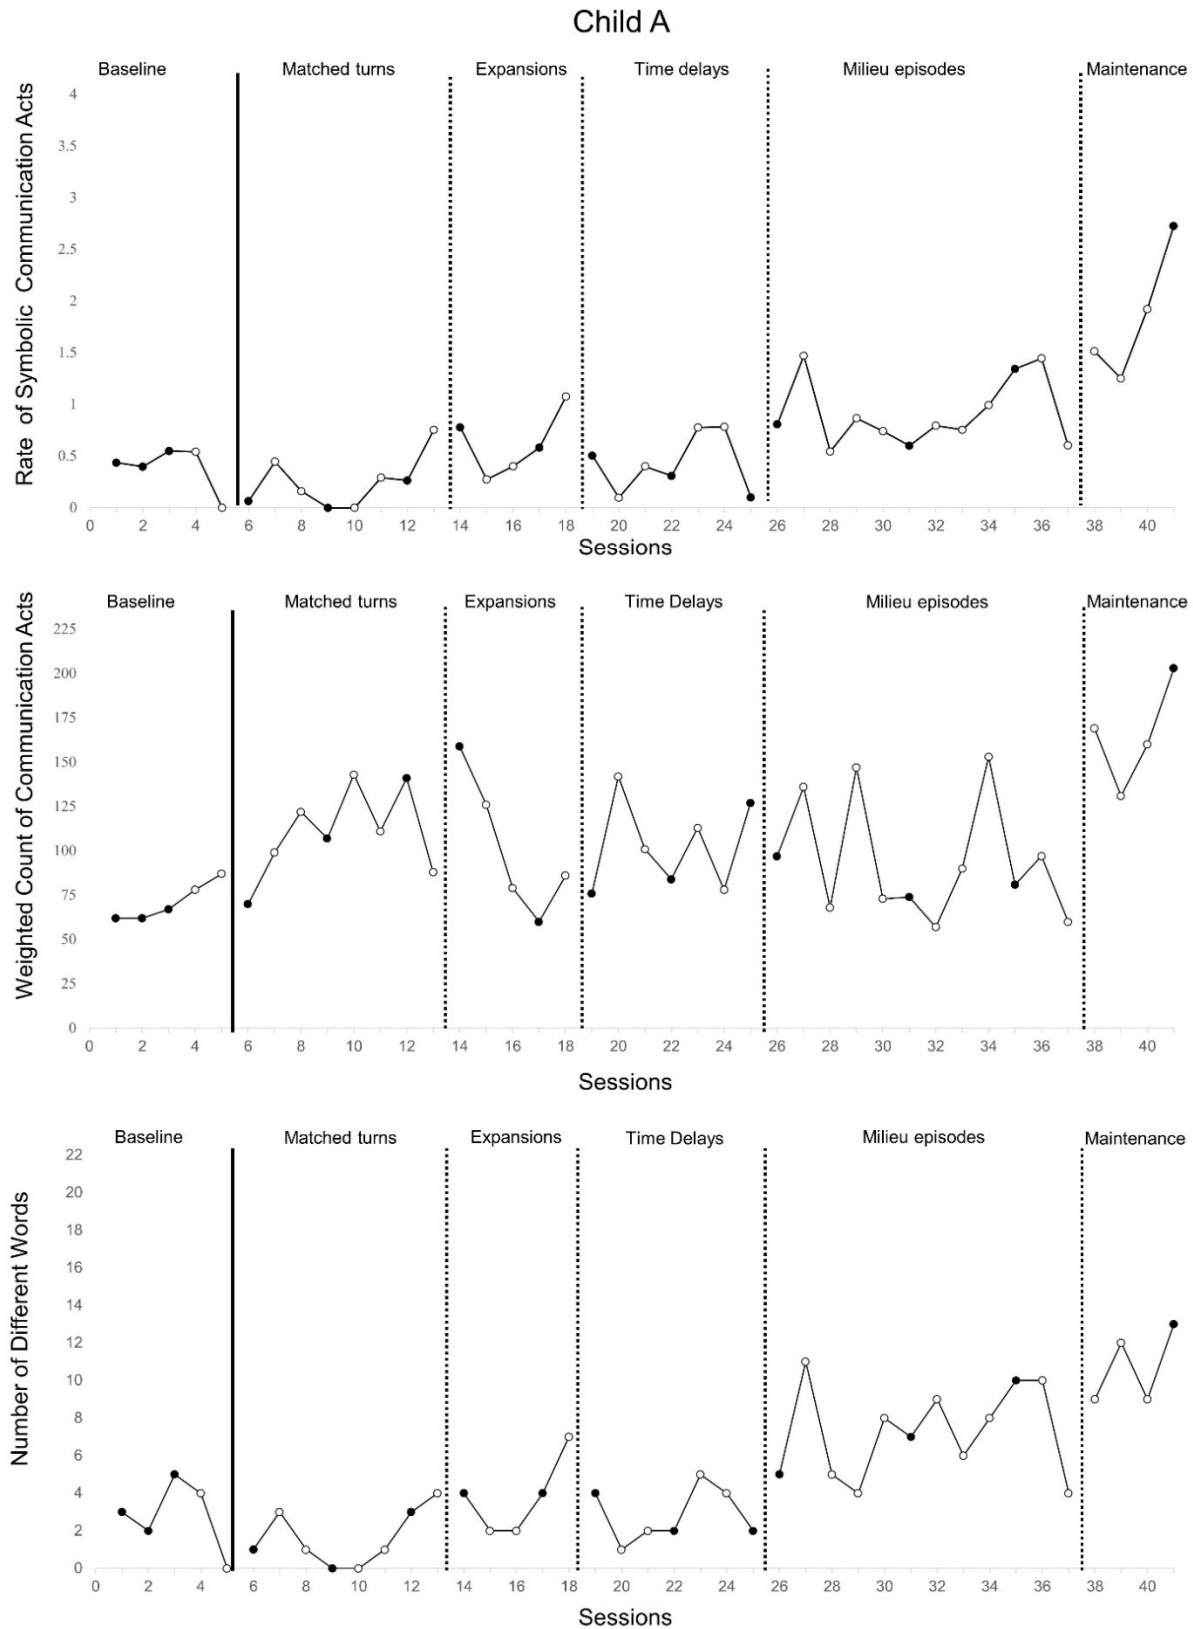 Child A
Baseline Matched turns Expansions Time delays Milieu episodes Maintenance
Rate of Symbolic Communication Acts
4
3.5
3
2.5
2
1.5
1
0.5
0
0 2 4 6 8 10 12 14 16 18 20 22 24 26 28 30 32 34 36 38 40
Sessions
Baseline Matched turns Expansions Time Delays Milieu episodes Maintenance
Weighted Count of Communication Acts
225
200
175
150
125
100
75
50
25
0
0 2 4 6 8 10 12 14 16 18 20 22 24 26 28 30 32 34 36 38 40
Sessions
Baseline Matched turns Expansions Time Delays Milieu episodes Maintenance
Number of Different Words
22
20
18
16
14
12
10
8
6
4
2
0
0 2 4 6 8 10 12 14 16 18 20 22 24 26 28 30 32 34 36 38 40
Sessions